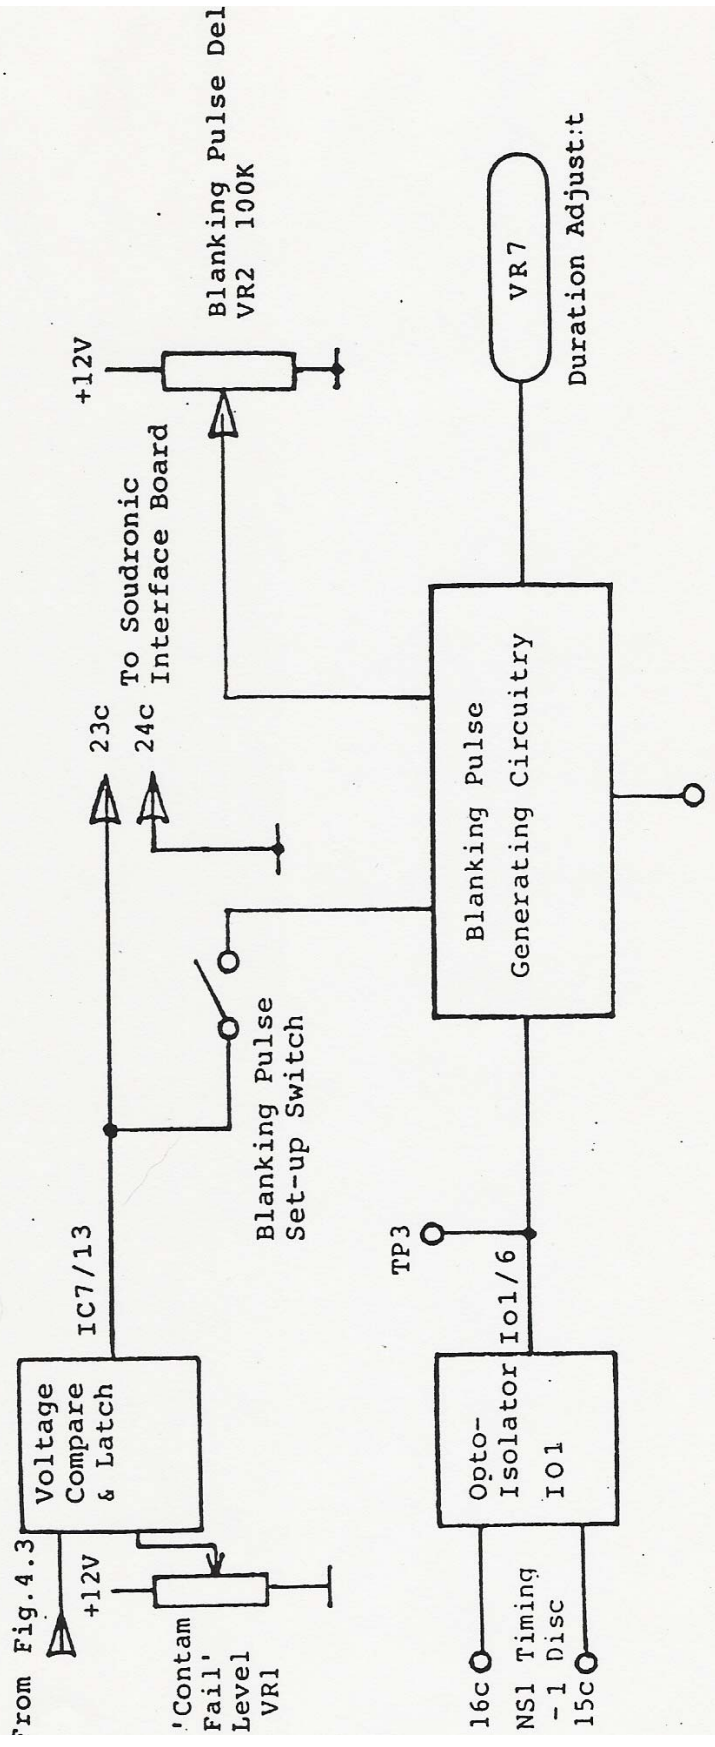 From Fig.4.3
+12V
'Contam
Fail'
Level
VR1
Voltage
Compare
& Latch
IC7/13
Blanking Pulse
Set-up Switch
23c
24c
To Soudronic
Interface Board
+12V
Blanking Pulse Del
VR2 100K
16c
NS1 Timing
-1 Disc
15c
Opto-
Isolator
IO1
Io1/6
TP3
Blanking Pulse
Generating Circuitry
VR7
Duration Adjust:t